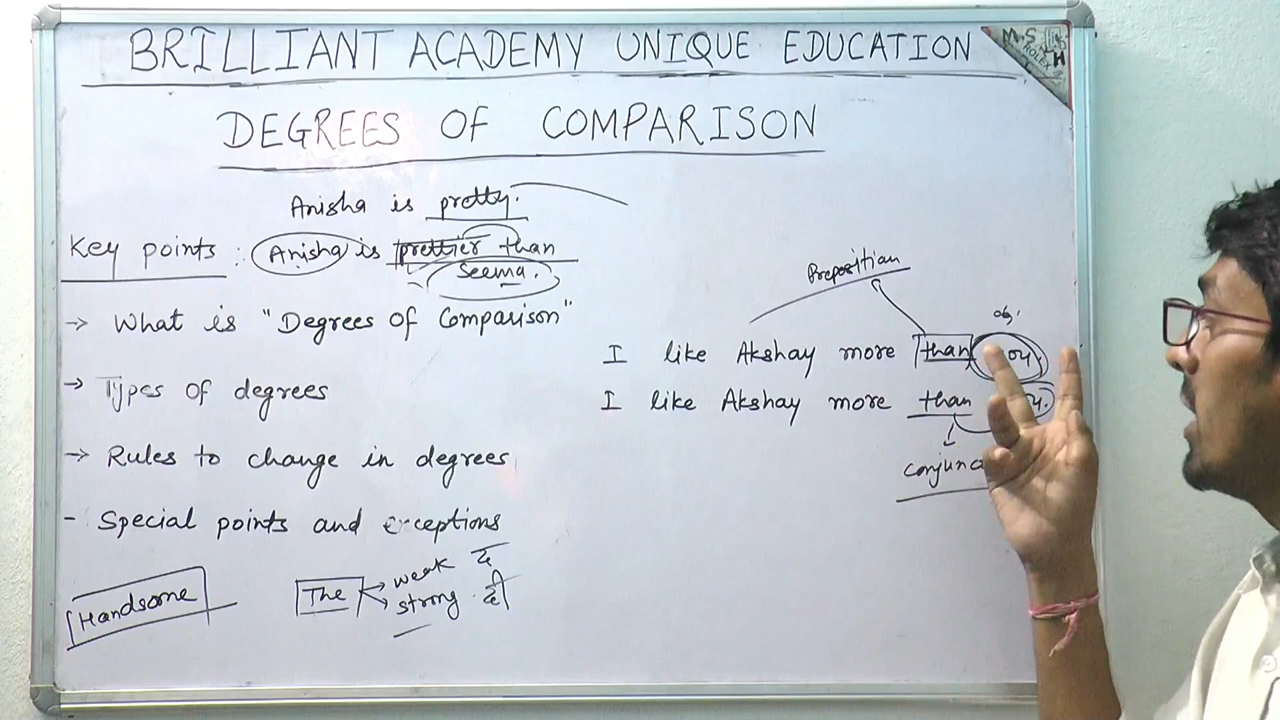 BRILLIANT ACADEMY UNIQUE EDUCATION
M.S
ROLEX
H
DEGREES OF COMPARISON
Anisha is pretty.
Key points : Anisha is prettier than
Seema.
→ What is "Degrees of Comparison"
→ Types of degrees
→ Rules to change in degrees
- Special points and exceptions
Handsome
The
weak द
strong दी
Preposition
obj.
I like Akshay more than
I like Akshay more than